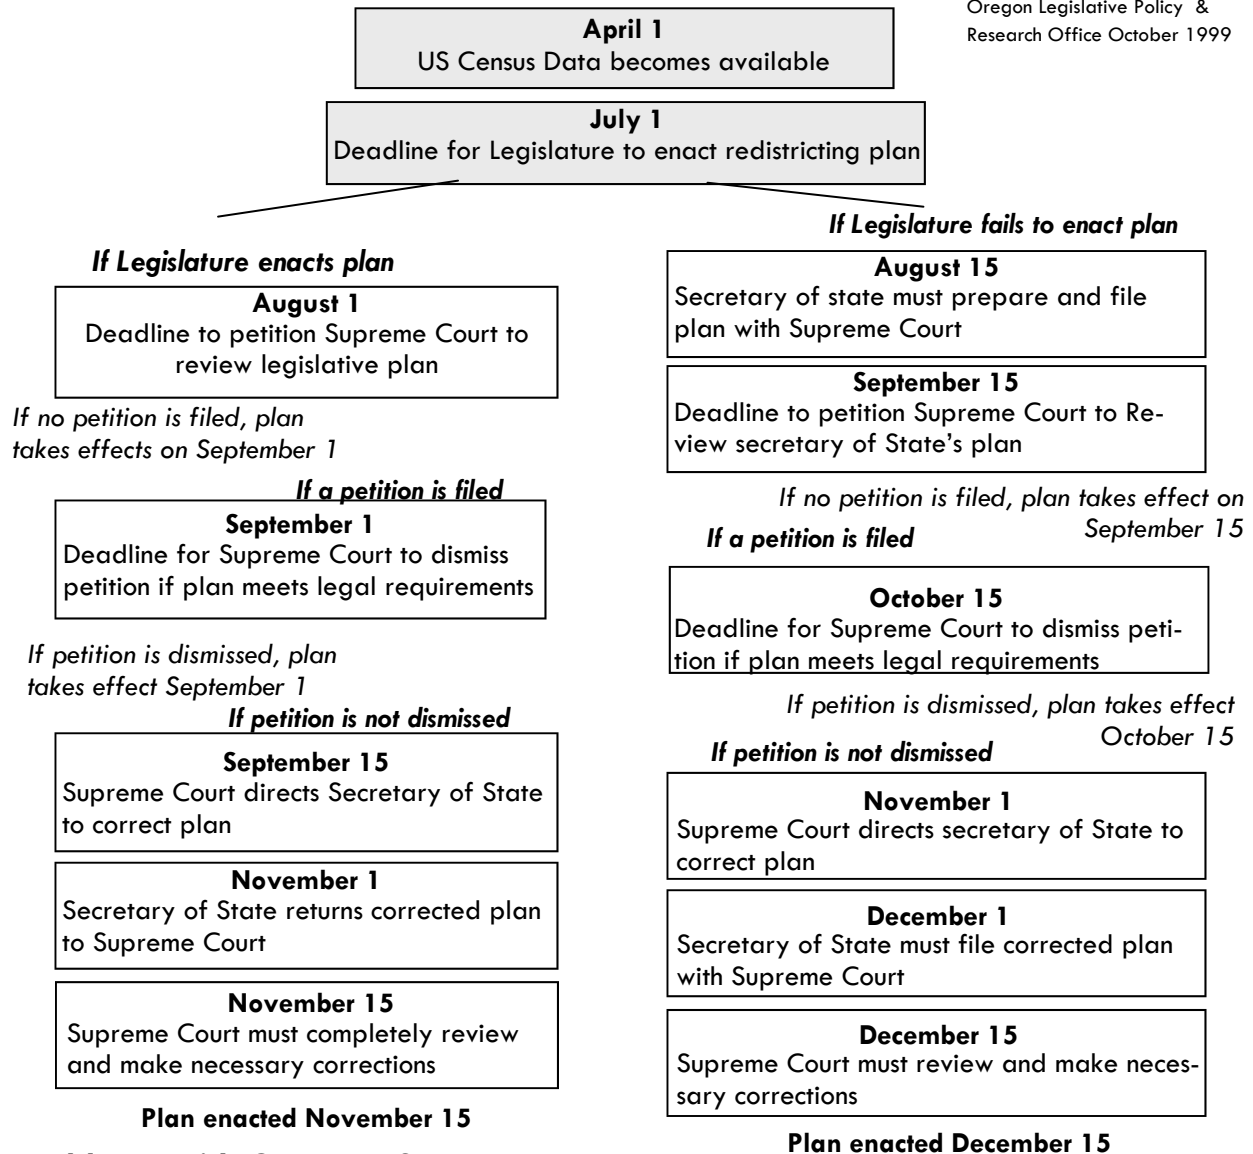 Oregon Legislative Policy &
Research Office October 1999
April 1
US Census Data becomes available
July 1
Deadline for Legislature to enact redistricting plan
If Legislature enacts plan
August 1
Deadline to petition Supreme Court to
review legislative plan
If no petition is filed, plan
takes effects on September 1
If a petition is filed
September 1
Deadline for Supreme Court to dismiss
petition if plan meets legal requirements
If petition is dismissed, plan
takes effect September 1
If petition is not dismissed
September 15
Supreme Court directs Secretary of State
to correct plan
November 1
Secretary of State returns corrected plan
to Supreme Court
November 15
Supreme Court must completely review
and make necessary corrections
Plan enacted November 15
If Legislature fails to enact plan
August 15
Secretary of state must prepare and file
plan with Supreme Court
September 15
Deadline to petition Supreme Court to Re-
view secretary of State's plan
If no petition is filed, plan takes effect on
September 15
If a petition is filed
October 15
Deadline for Supreme Court to dismiss peti-
tion if plan meets legal requirements
If petition is dismissed, plan takes effect
October 15
If petition is not dismissed
November 1
Supreme Court directs secretary of State to
correct plan
December 1
Secretary of State must file corrected plan
with Supreme Court
December 15
Supreme Court must review and make neces-
sary corrections
Plan enacted December 15